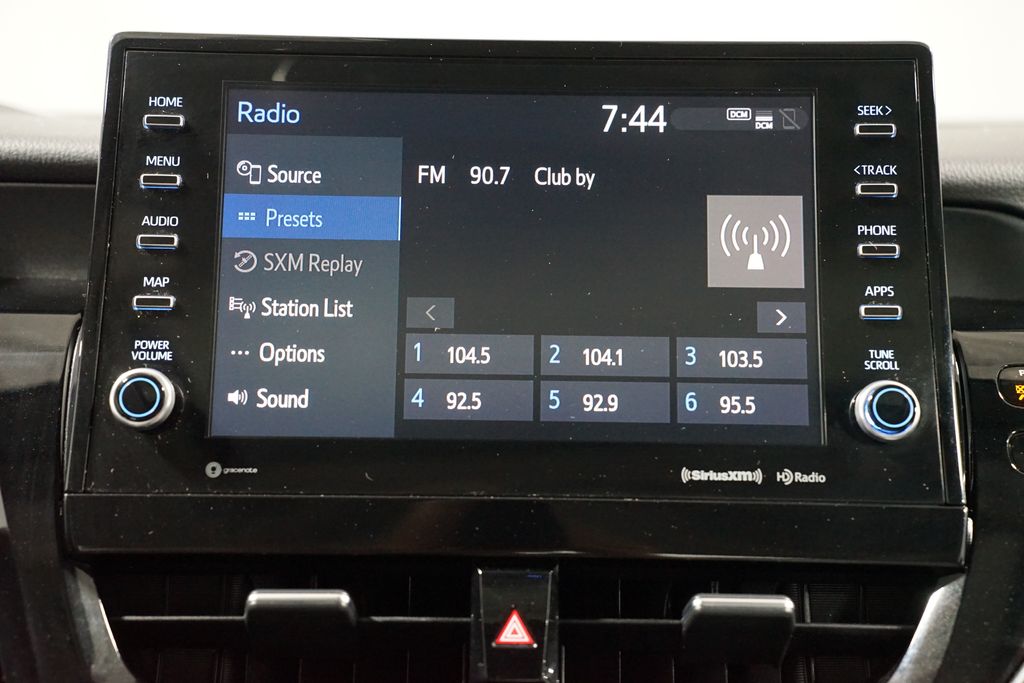 HOME
MENU
AUDIO
MAP
POWER
VOLUME
Radio
7:44
DCM
DCM
Source
Presets
SXM Replay
Station List
... Options
Sound
FM 90.7 Club by
<
>
1 104.5
2 104.1
3 103.5
4 92.5
5 92.9
6 95.5
SEEK >
< TRACK
PHONE
APPS
TUNE
SCROLL
gracenote
SiriusXM
HD Radio